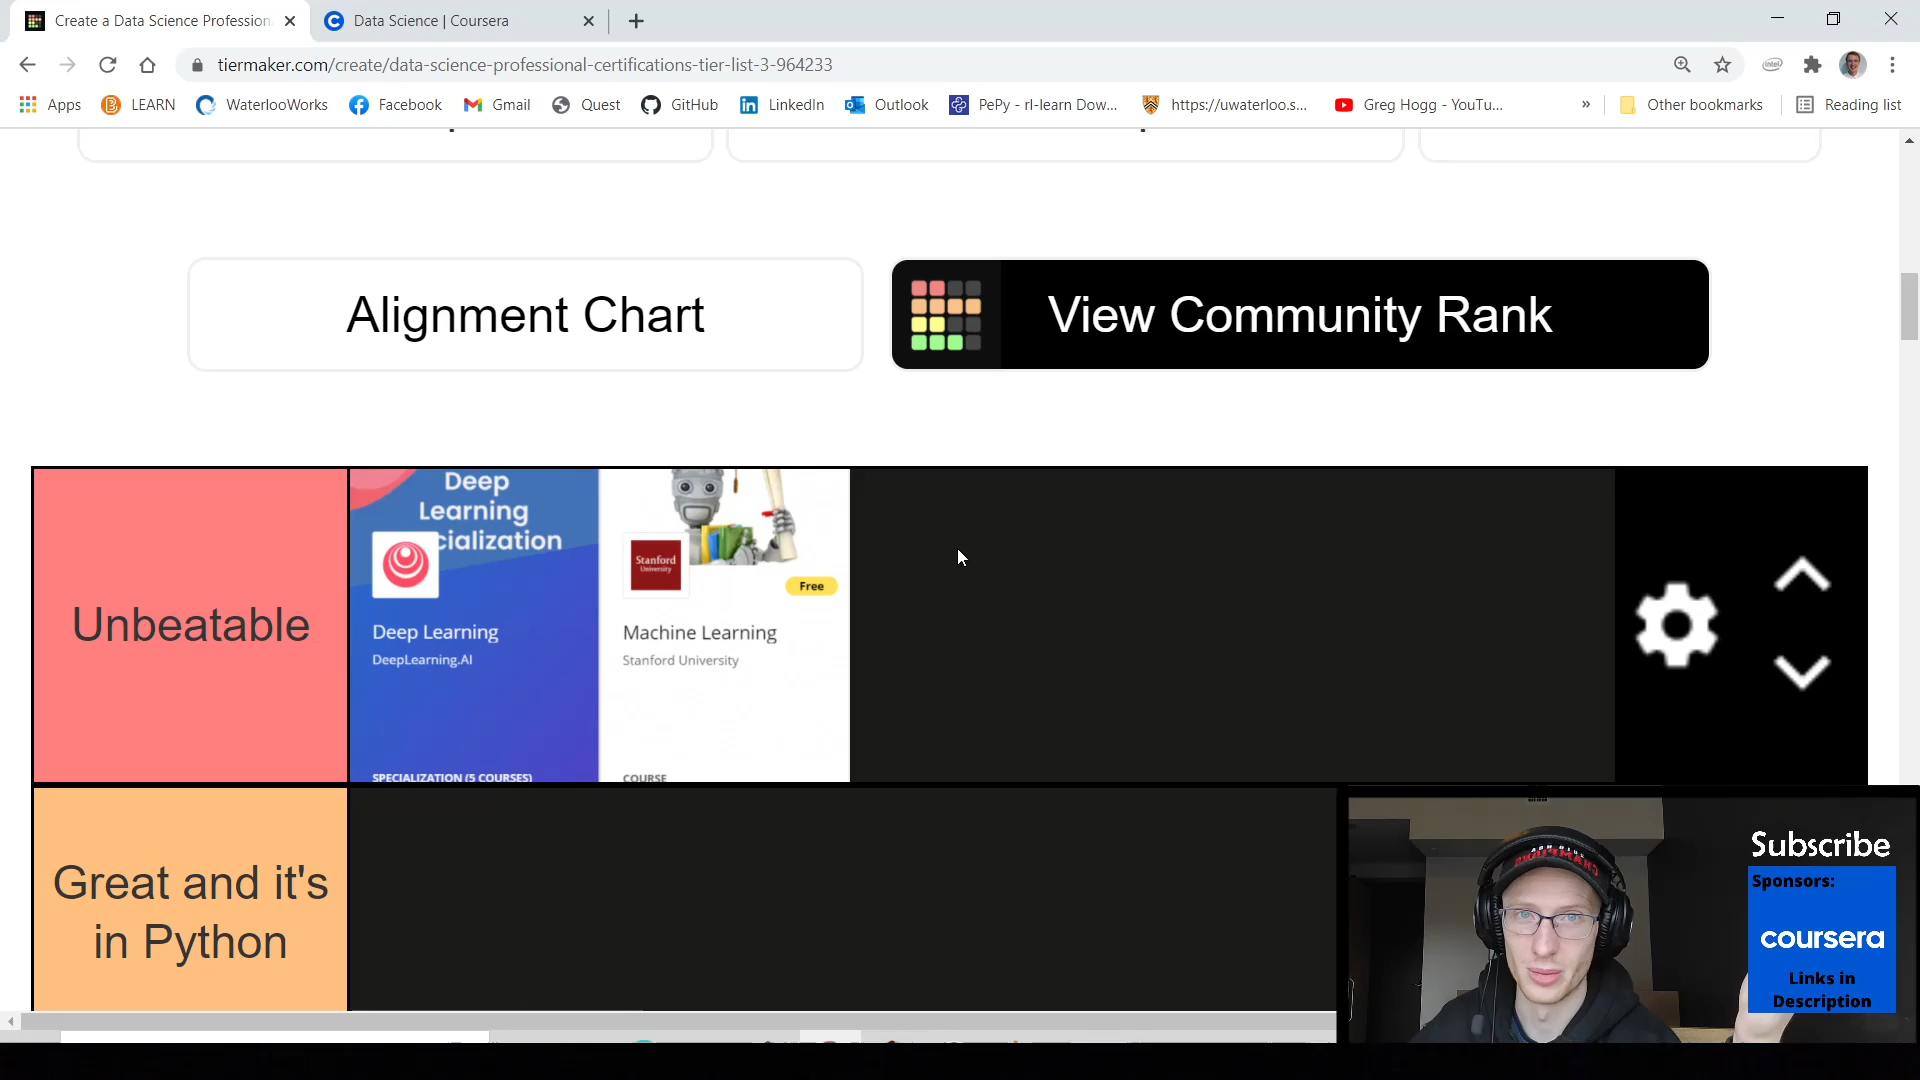 Create a Data Science Profession
Data Science | Coursera
tiermaker.com/create/data-science-professional-certifications-tier-list-3-964233
intel
Apps
LEARN
WaterlooWorks
Facebook
Gmail
Quest
GitHub
LinkedIn
Outlook
PePy - rl-learn Dow...
https://uwaterloo.s...
Greg Hogg - YouTu...
»
Other bookmarks
Reading list
Alignment Chart
View Community Rank
Unbeatable
Deep
Learning
cialization
Deep Learning
DeepLearning.AI
SPECIALIZATION (5 COURSES)
Stanford
University
Free
Machine Learning
Stanford University
COURSE
Great and it's
in Python
Subscribe
Sponsors:
coursera
Links in
Description